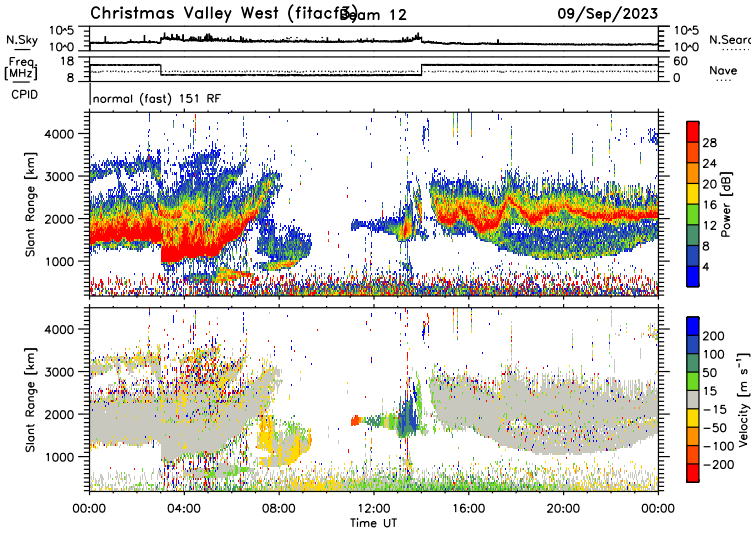 Christmas Valley West (fitacf3) Beam 12 09/Sep/2023
N.Sky 10^5 10^0 10^5 10^0 N.Sear
Freq. [MHz] 18 8 60 0 Nave
CPID normal (fast) 151 RF
Slant Range [km] 4000 3000 2000 1000
Power [dB] 28 24 20 16 12 8 4
Slant Range [km] 4000 3000 2000 1000
Velocity [m s⁻¹] 200 100 50 15 −15 −50 −100 −200
00:00 04:00 08:00 12:00 16:00 20:00 00:00
Time UT